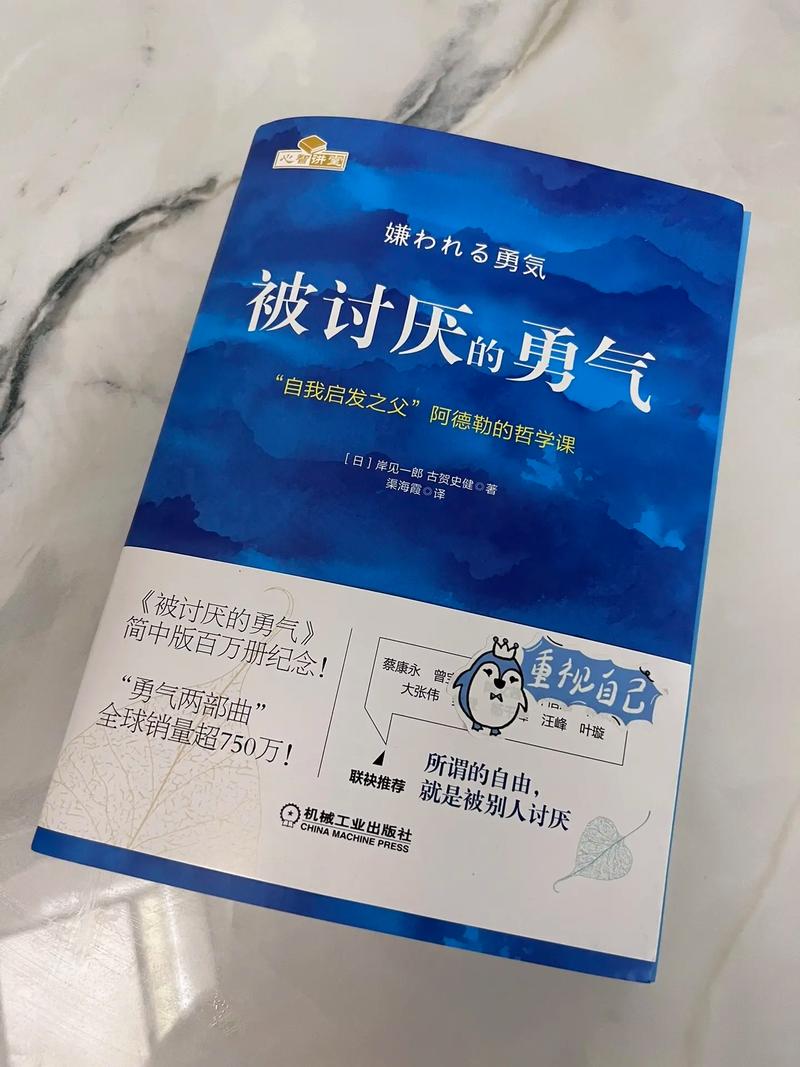 心智讲堂
嫌われる勇気
被讨厌的勇气
“自我启发之父”阿德勒的哲学课
[日]岸见一郎 古贺史健◎著
渠海霞◎译
《被讨厌的勇气》
简中版百万册纪念！
“勇气两部曲”
全球销量超750万！
蔡康永 曾
大张伟 汪峰 叶璇
重视自己
联袂推荐
所谓的自由，
就是被别人讨厌
机械工业出版社
CHINA MACHINE PRESS